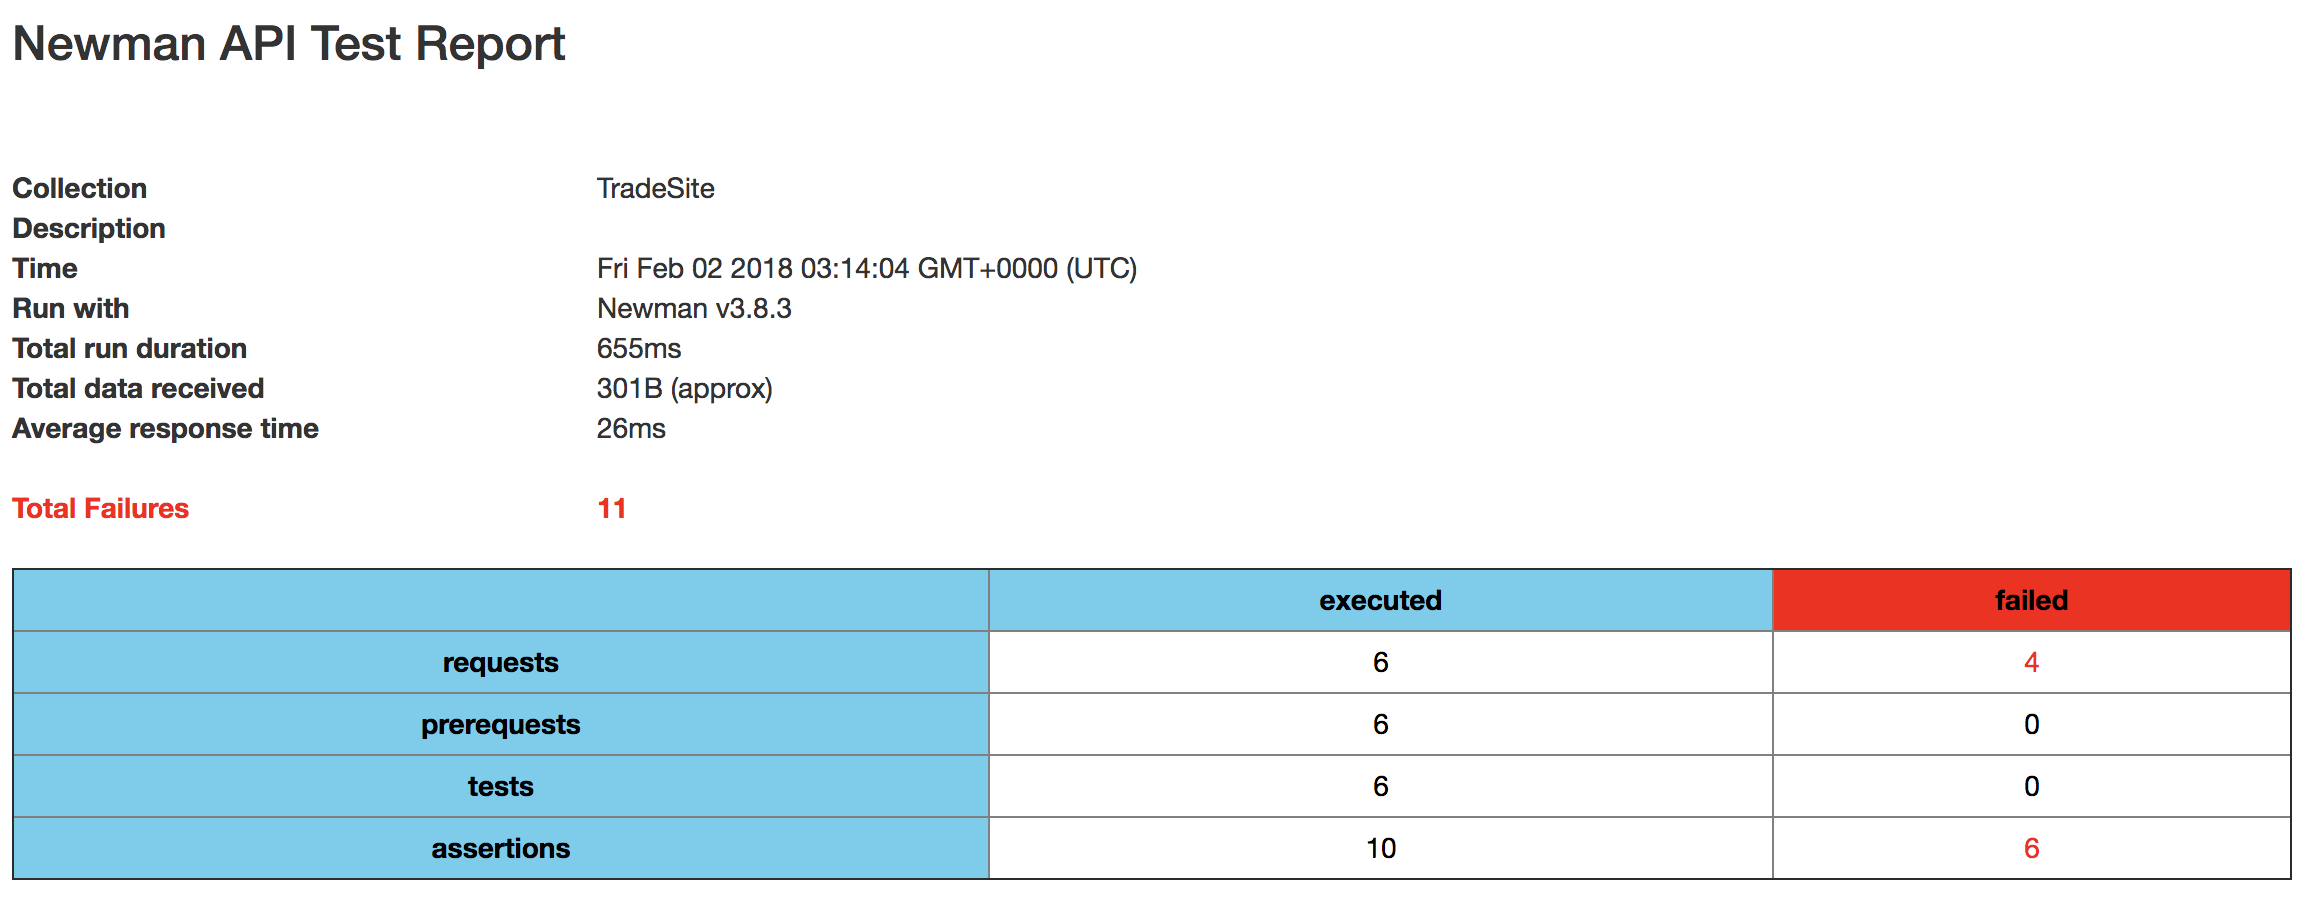 Newman API Test Report
Collection TradeSite
Description
Time Fri Feb 02 2018 03:14:04 GMT+0000 (UTC)
Run with Newman v3.8.3
Total run duration 655ms
Total data received 301B (approx)
Average response time 26ms
Total Failures 11
executed failed
requests 6 4
prerequests 6 0
tests 6 0
assertions 10 6